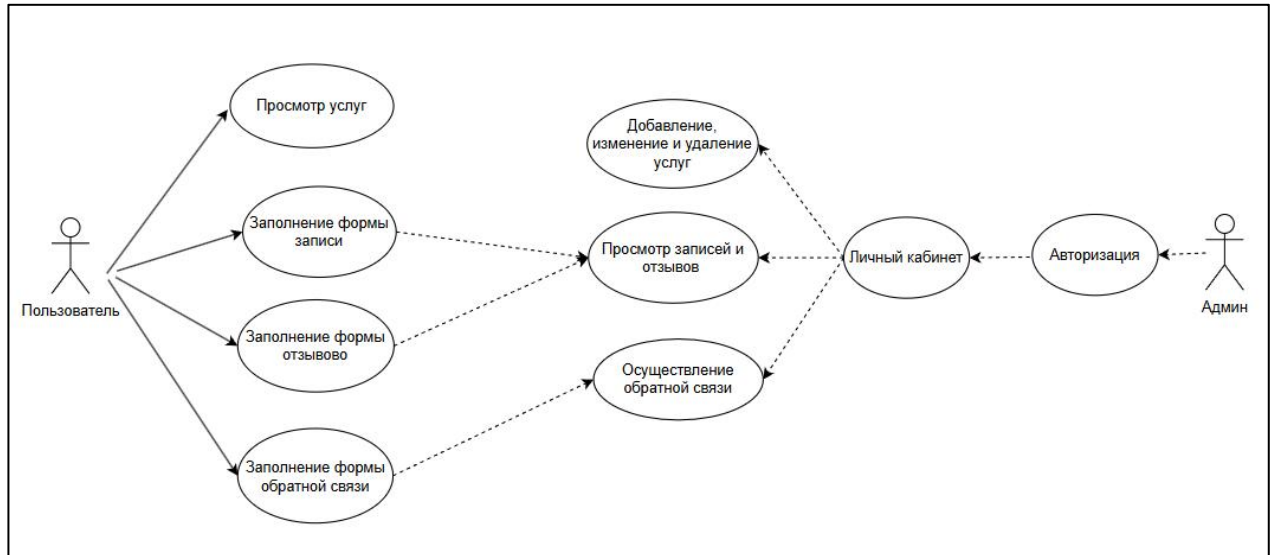 Просмотр услуг
Добавление,
изменение и удаление
услуг
Заполнение формы
записи
Просмотр записей и
отзывов
Личный кабинет
Авторизация
Пользователь
Админ
Заполнение формы
отзывово
Осуществление
обратной связи
Заполнение формы
обратной связи